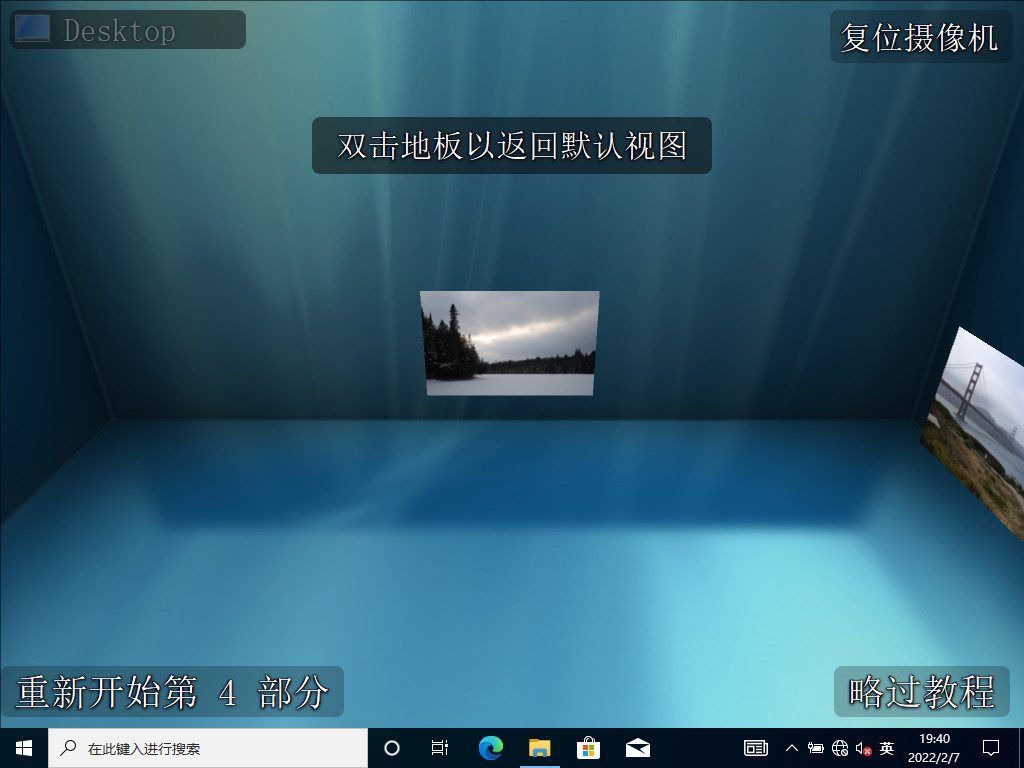 Desktop
复位摄像机
双击地板以返回默认视图
重新开始第 4 部分
略过教程
在此键入进行搜索
英
19:40
2022/2/7